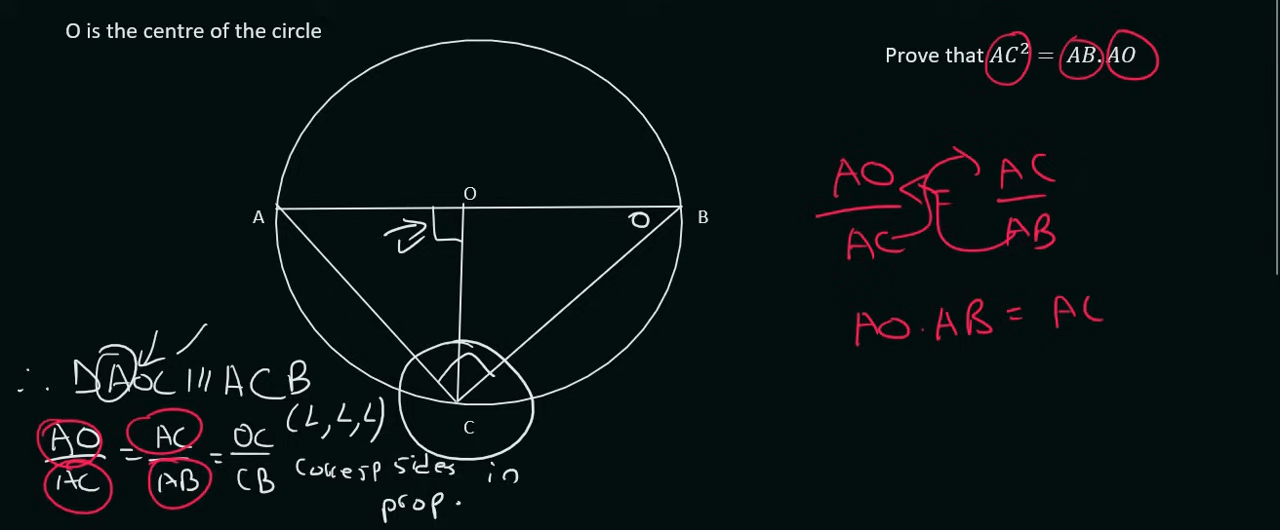 O is the centre of the circle
Prove that AC² = AB.AO
O
A
B
O
C
AO
AC
AC
AB
AO.AB = AC
∴ ΔAOC /// ACB
(∠,∠,∠)
AO/AC = AC/AB = OC/CB corresp sides in
prop.